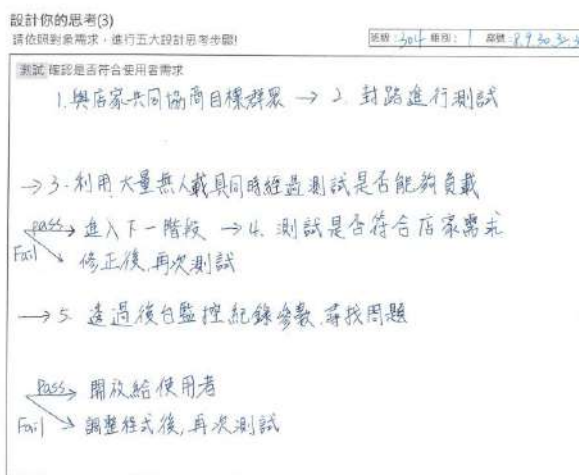 設計你的思考(3)
請依照對象需求,進行五大設計思考步驟!
班級:304 組別:1 座號:8.9.30.32.
測試 確認是否符合使用者需求
1.與店家共同協商目標群眾 → 2. 封路進行測試
→ 3.利用大量無人載具同時經過測試是否能夠負載
pass→ 進入下一階段 → 4. 測試是否符合店家需求
Fail↘ 修正後,再次測試
→ 5. 透過後台監控,紀錄參數,尋找問題
Pass→ 開放給使用者
Fail↘ 調整程式後,再次測試